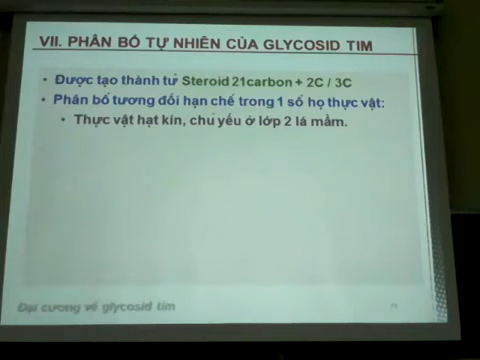 VII. PHÂN BỐ TỰ NHIÊN CỦA GLYCOSID TIM
• Được tạo thành từ Steroid 21carbon + 2C / 3C
• Phân bố tương đối hạn chế trong 1 số họ thực vật:
• Thực vật hạt kín, chủ yếu ở lớp 2 lá mầm.
Đại cương về glycosid tim